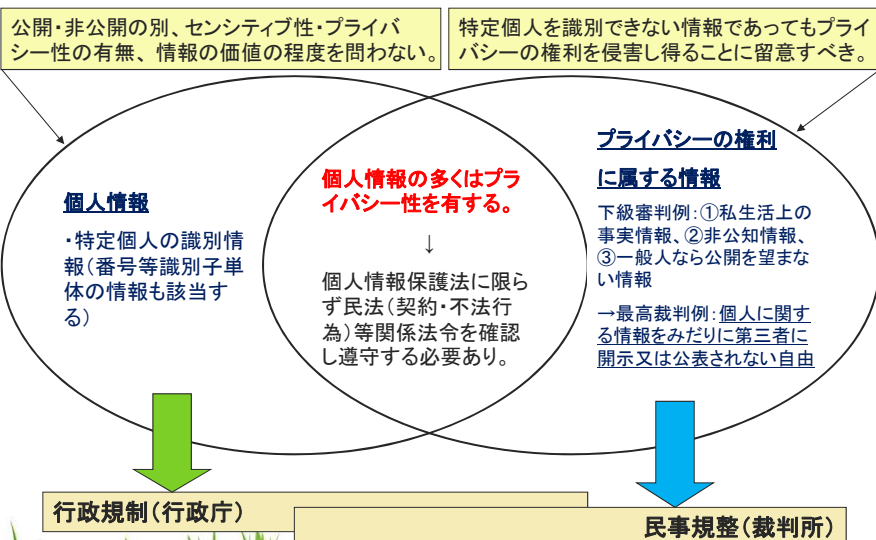 公開・非公開の別、センシティブ性・プライバ
シー性の有無、情報の価値の程度を問わない。
特定個人を識別できない情報であってもプライ
バシーの権利を侵害し得ることに留意すべき。
個人情報
・特定個人の識別情
報(番号等識別子単
体の情報も該当す
る)
個人情報の多くはプラ
イバシー性を有する。
↓
個人情報保護法に限ら
ず民法(契約・不法行
為)等関係法令を確認
し遵守する必要あり。
プライバシーの権利
に属する情報
下級審判例:①私生活上の
事実情報、②非公知情報、
③一般人なら公開を望まな
い情報
→最高裁判例:個人に関す
る情報をみだりに第三者に
開示又は公表されない自由
行政規制(行政庁)
民事規整(裁判所)